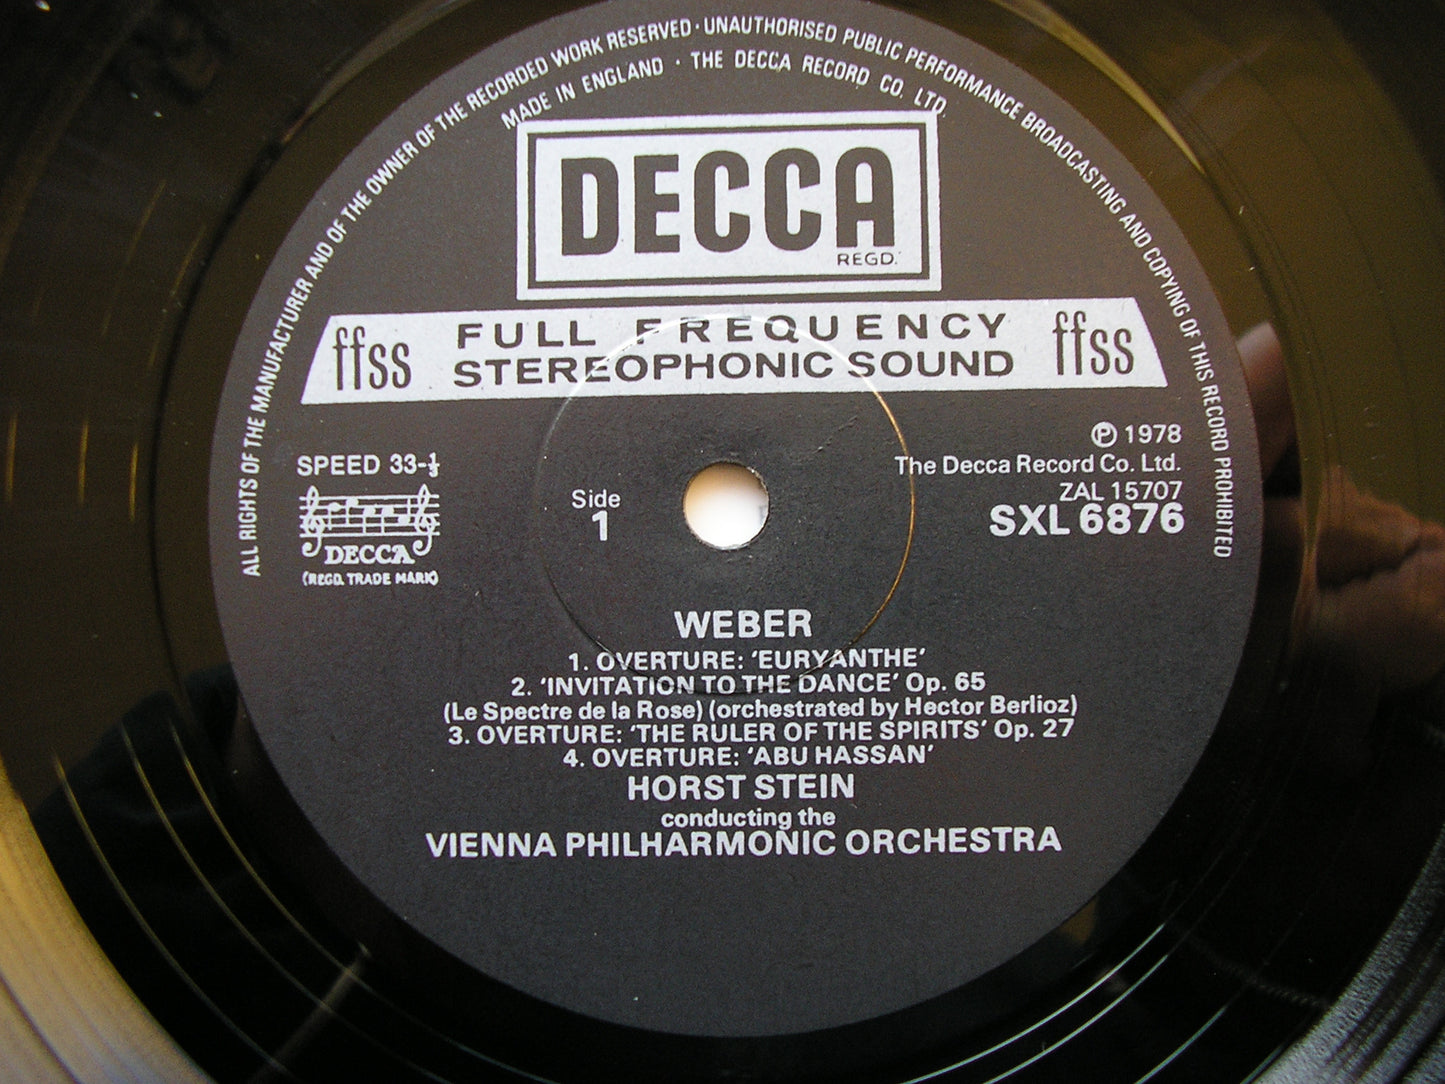 ALL RIGHTS OF THE MANUFACTURER AND OF THE OWNER OF THE RECORDED WORK RESERVED · UNAUTHORISED PUBLIC PERFORMANCE BROADCASTING AND COPYING OF THIS RECORD PROHIBITED
MADE IN ENGLAND · THE DECCA RECORD CO. LTD.
DECCA
REGD.
ffss FULL FREQUENCY ffss
STEREOPHONIC SOUND
SPEED 33-⅓
DECCA
(REGD. TRADE MARK)
Side
1
Ⓟ 1978
The Decca Record Co. Ltd.
ZAL 15707
SXL 6876
WEBER
1. OVERTURE: ‘EURYANTHE’
2. ‘INVITATION TO THE DANCE’ Op. 65
(Le Spectre de la Rose) (orchestrated by Hector Berlioz)
3. OVERTURE: ‘THE RULER OF THE SPIRITS’ Op. 27
4. OVERTURE: ‘ABU HASSAN’
HORST STEIN
conducting the
VIENNA PHILHARMONIC ORCHESTRA